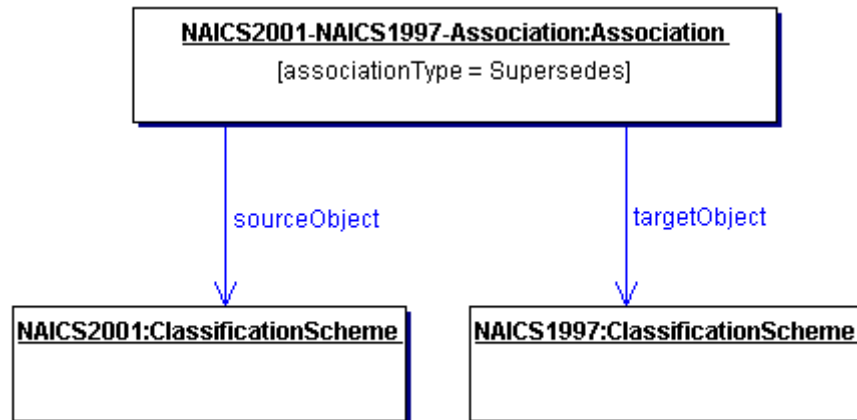 NAICS2001-NAICS1997-Association:Association
[associationType = Supersedes]
sourceObject
targetObject
NAICS2001:ClassificationScheme
NAICS1997:ClassificationScheme